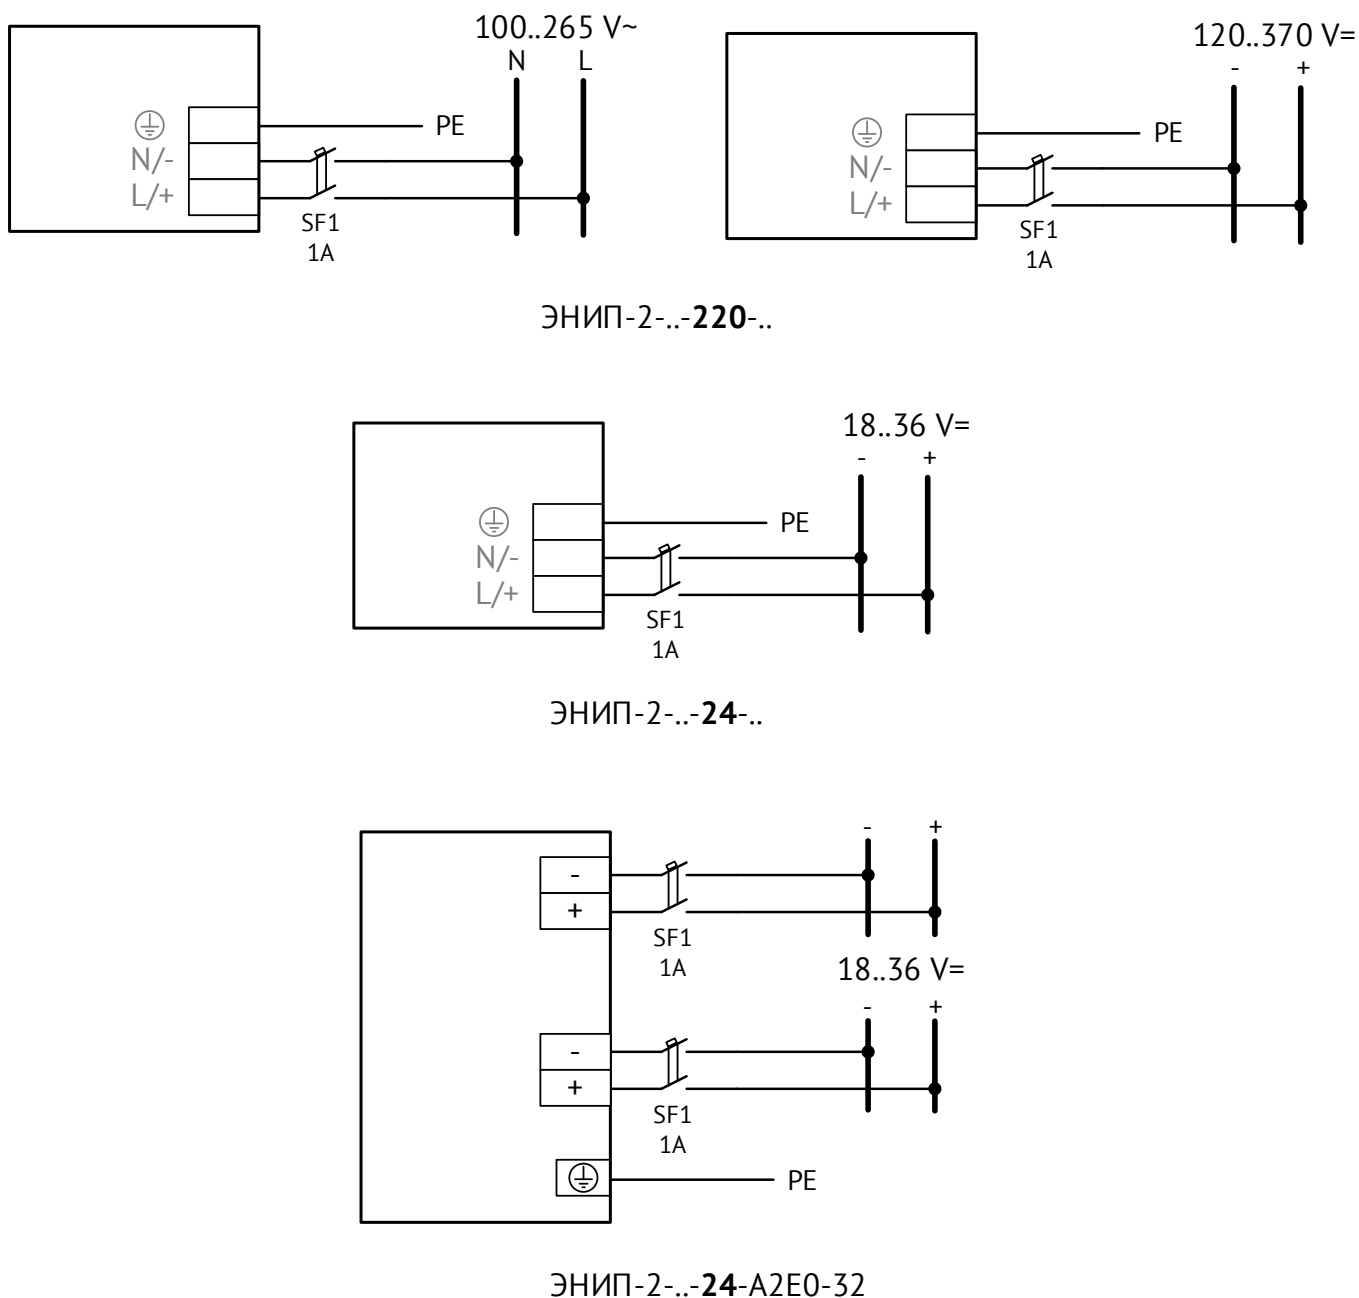 100..265 V~
N L
PE
N/-
L/+
SF1
1A
120..370 V=
- +
PE
N/-
L/+
SF1
1A
ЭНИП-2-..-220-..
18..36 V=
- +
PE
N/-
L/+
SF1
1A
ЭНИП-2-..-24-..
- +
-
+
SF1
1A
18..36 V=
- +
-
+
SF1
1A
PE
ЭНИП-2-..-24-A2E0-32